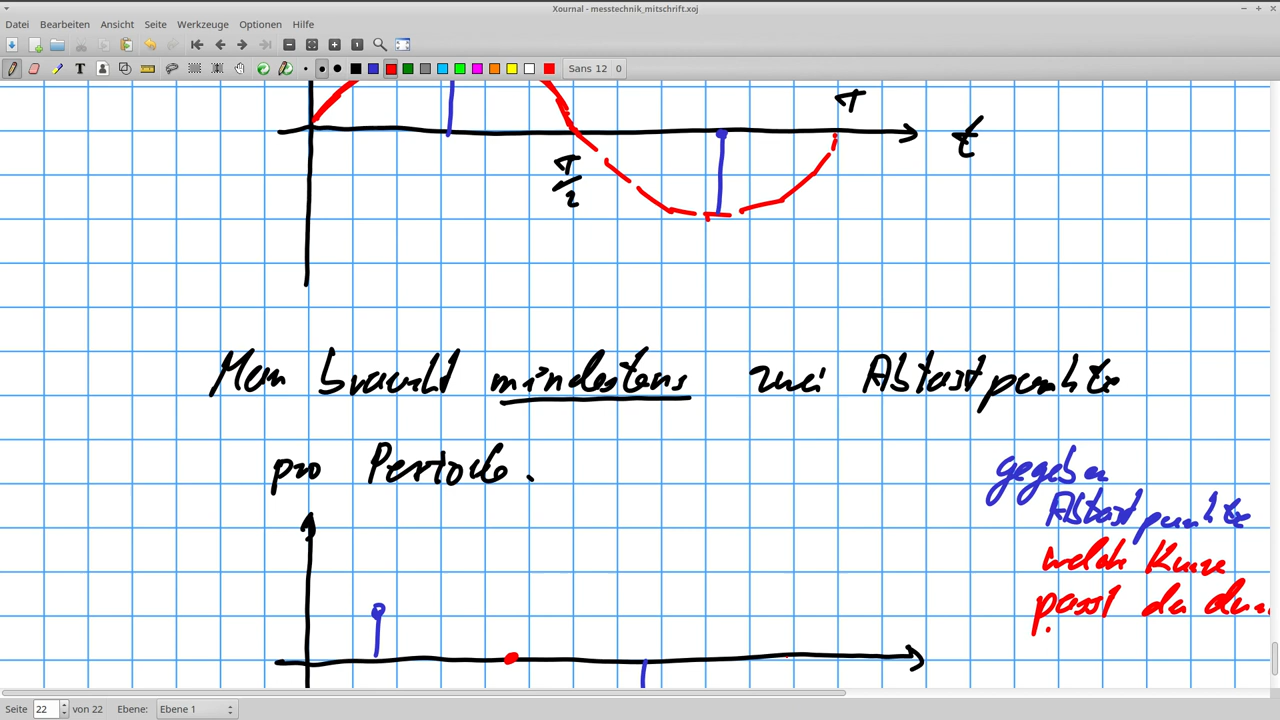 Xournal - messtechnik_mitschrift.xoj
Datei Bearbeiten Ansicht Seite Werkzeuge Optionen Hilfe
Sans 12 0
π
t
π/2
Man braucht mindestens zwei Abtastpunkte
pro Periode.
gegeben
Abtastpunkte
welche Kurve
passt da dur
Seite 22 von 22 Ebene: Ebene 1